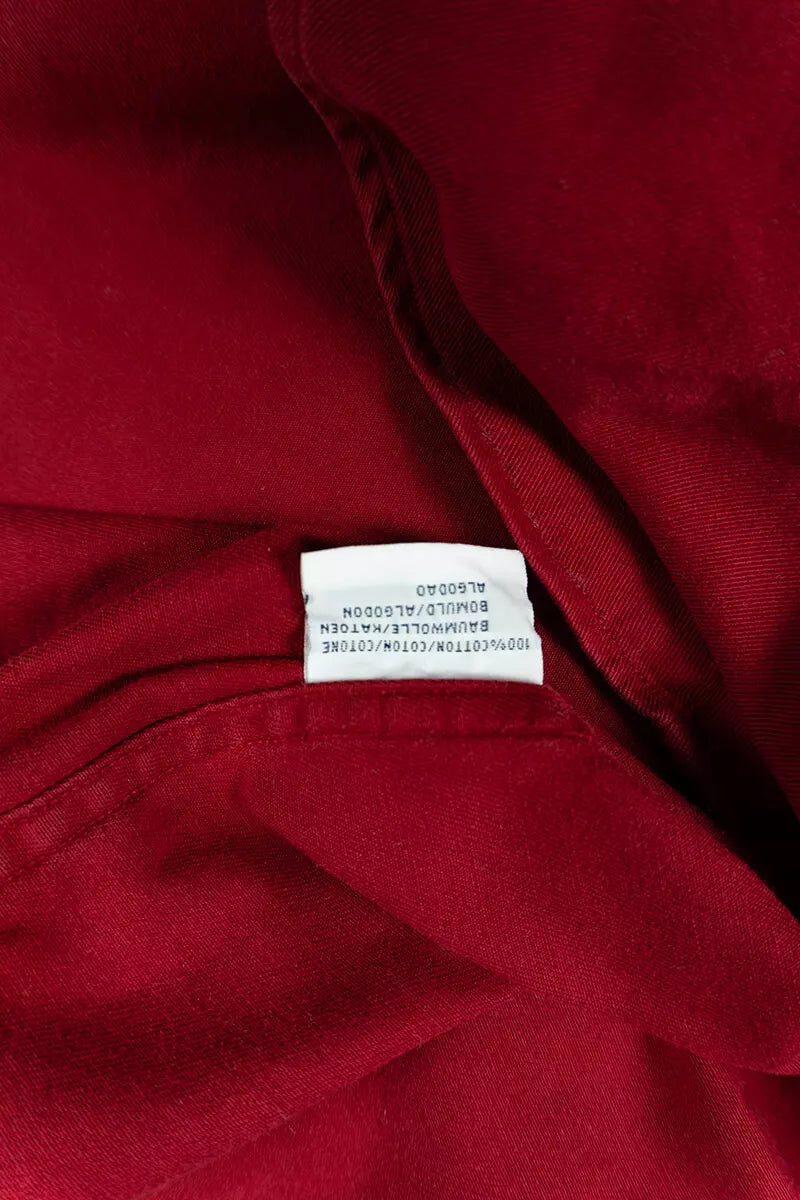 100%COTTON/COTON/COTONE
BAUMWOLLE/KATOEN
BOMULD/ALGODON
ALGODAO